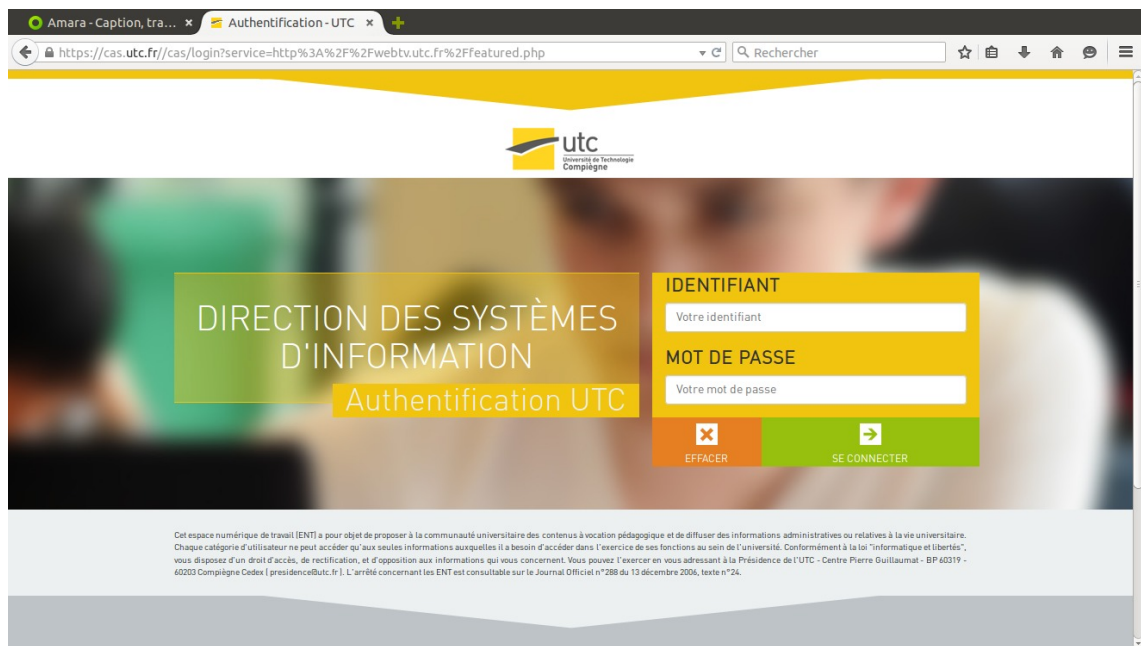 Amara - Caption, tra...
Authentification - UTC
https://cas.utc.fr//cas/login?service=http%3A%2F%2Fwebtv.utc.fr%2Ffeatured.php
Rechercher
utc
Université de Technologie
Compiègne
DIRECTION DES SYSTÈMES
D'INFORMATION
Authentification UTC
IDENTIFIANT
Votre identifiant
MOT DE PASSE
Votre mot de passe
EFFACER
SE CONNECTER
Cet espace numérique de travail [ENT] a pour objet de proposer à la communauté universitaire des contenus à vocation pédagogique et de diffuser des informations administratives ou relatives à la vie universitaire.
Chaque catégorie d'utilisateur ne peut accéder qu'aux seules informations auxquelles il a besoin d'accéder dans l'exercice de ses fonctions au sein de l'université. Conformément à la loi "informatique et libertés",
vous disposez d'un droit d'accès, de rectification, et d'opposition aux informations qui vous concernent. Vous pouvez l'exercer en vous adressant à la Présidence de l'UTC - Centre Pierre Guillaumat - BP 60319 -
60203 Compiègne Cedex ( presidence@utc.fr ). L'arrêté concernant les ENT est consultable sur le Journal Officiel n°288 du 13 décembre 2006, texte n°24.